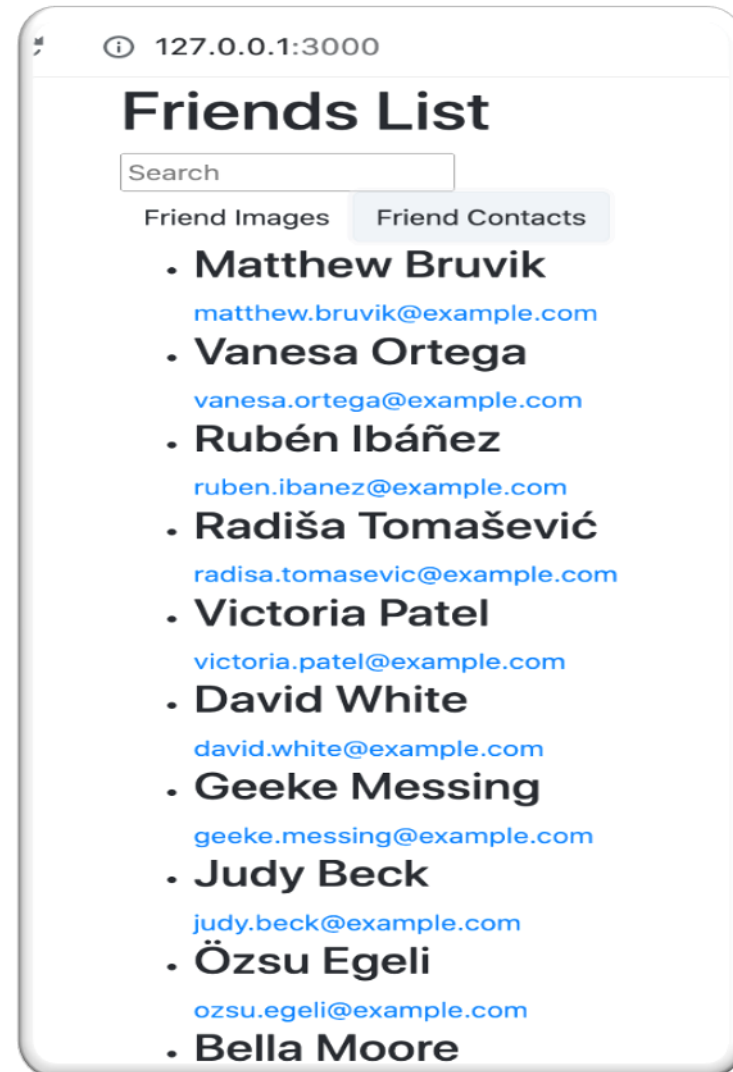 127.0.0.1:3000
Friends List
Search
Friend Images Friend Contacts
• Matthew Bruvik
matthew.bruvik@example.com
• Vanesa Ortega
vanesa.ortega@example.com
• Rubén Ibáñez
ruben.ibanez@example.com
• Radiša Tomašević
radisa.tomasevic@example.com
• Victoria Patel
victoria.patel@example.com
• David White
david.white@example.com
• Geeke Messing
geeke.messing@example.com
• Judy Beck
judy.beck@example.com
• Özsu Egeli
ozsu.egeli@example.com
• Bella Moore